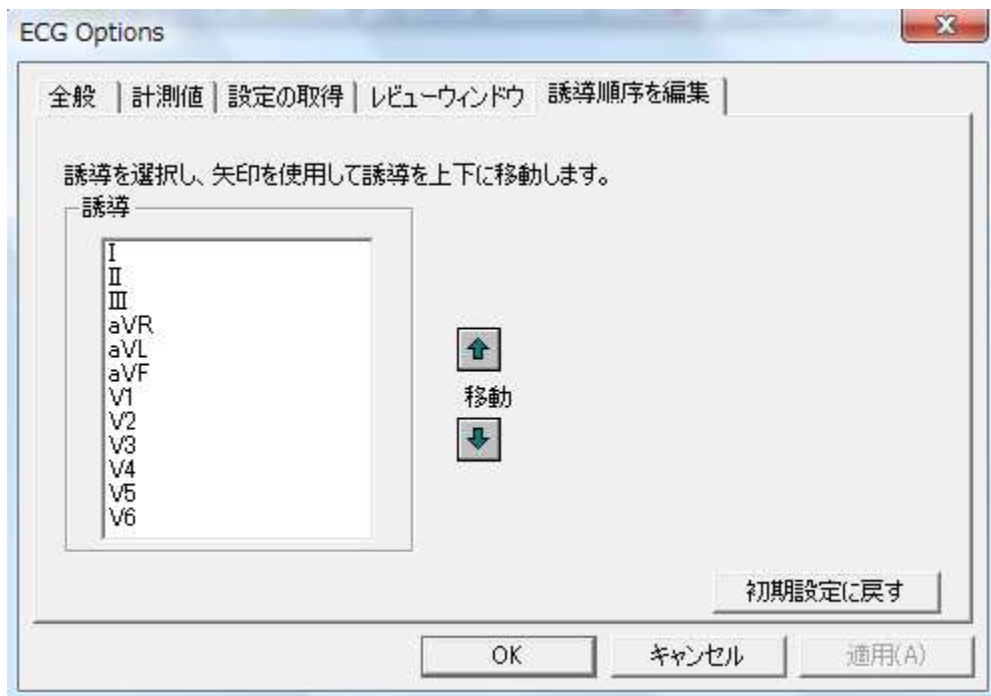 ECG Options
全般 計測値 設定の取得 レビューウィンドウ 誘導順序を編集
誘導を選択し、矢印を使用して誘導を上下に移動します。
誘導
I
II
III
aVR
aVL
aVF
V1
V2
V3
V4
V5
V6
移動
初期設定に戻す
OK キャンセル 適用(A)